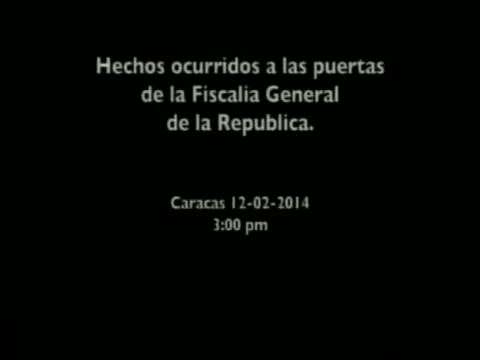 Hechos ocurridos a las puertas
de la Fiscalia General
de la Republica.
Caracas 12-02-2014
3:00 pm